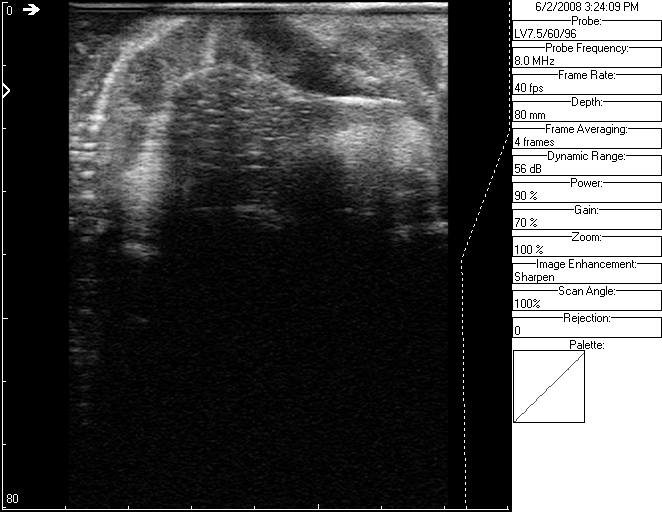 0
6/2/2008 3:24:09 PM
Probe:
LV7.5/60/96
Probe Frequency:
8.0 MHz
Frame Rate:
40 fps
Depth:
80 mm
Frame Averaging:
4 frames
Dynamic Range:
56 dB
Power:
90 %
Gain:
70 %
Zoom:
100 %
Image Enhancement:
Sharpen
Scan Angle:
100%
Rejection:
0
Palette:
80